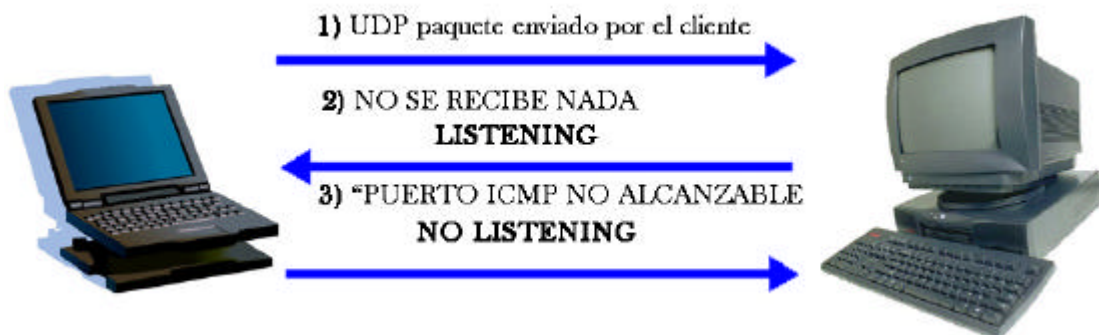 1) UDP paquete enviado por el cliente
2) NO SE RECIBE NADA
LISTENING
3) “PUERTO ICMP NO ALCANZABLE
NO LISTENING